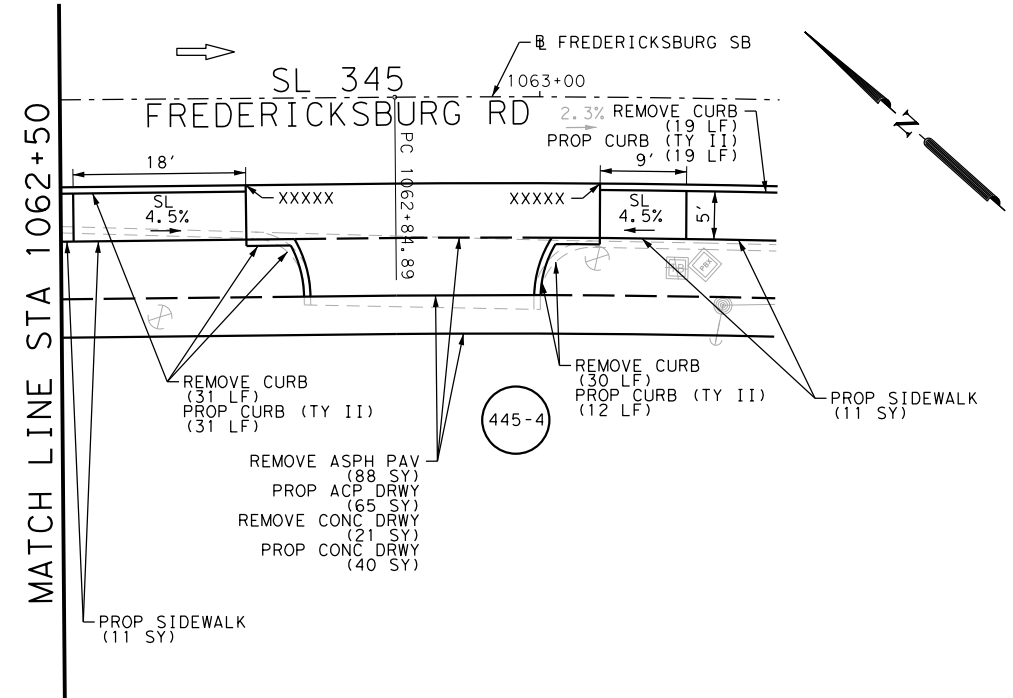 ℄ FREDERICKSBURG SB
SL 345
1063+00
FREDERICKSBURG RD
2.3%
REMOVE CURB
(19 LF)
PROP CURB (TY II)
(19 LF)
MATCH LINE STA 1062+50
PC 1062+84.89
18'
9'
XXXXX
XXXXX
SL
4.5%
SL
4.5%
5'
PBX
N
REMOVE CURB
(31 LF)
PROP CURB (TY II)
(31 LF)
REMOVE CURB
(30 LF)
PROP CURB (TY II)
(12 LF)
PROP SIDEWALK
(11 SY)
445-4
REMOVE ASPH PAV
(88 SY)
PROP ACP DRWY
(65 SY)
REMOVE CONC DRWY
(21 SY)
PROP CONC DRWY
(40 SY)
PROP SIDEWALK
(11 SY)